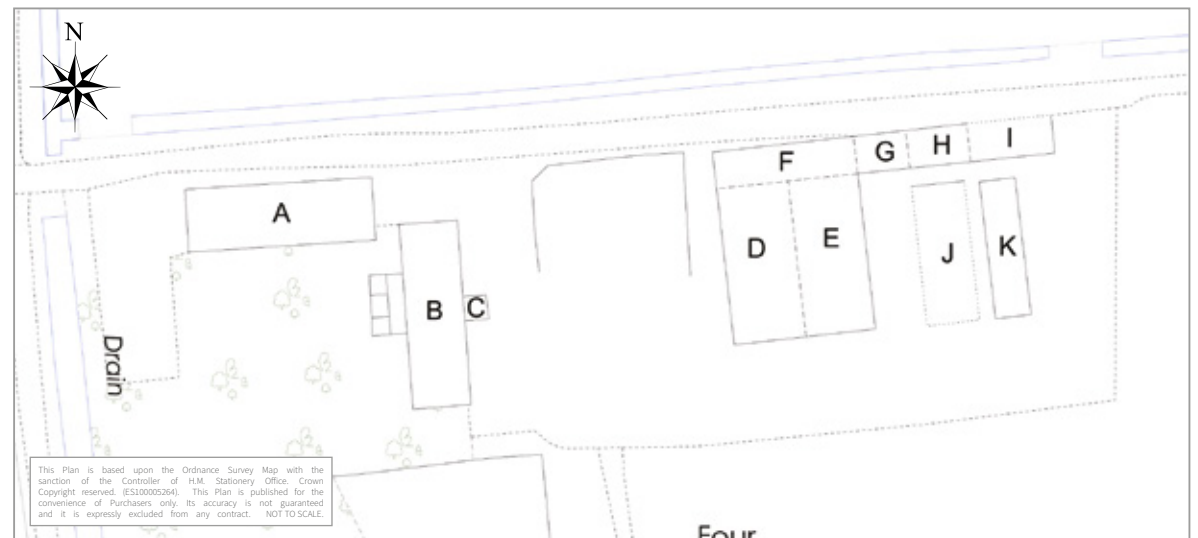 N
F
G
H
I
A
D
E
J
K
B
C
Drain
This Plan is based upon the Ordnance Survey Map with the
sanction of the Controller of H.M. Stationery Office. Crown
Copyright reserved. (ES100005264). This Plan is published for the
convenience of Purchasers only. Its accuracy is not guaranteed
and it is expressly excluded from any contract. NOT TO SCALE.
Four